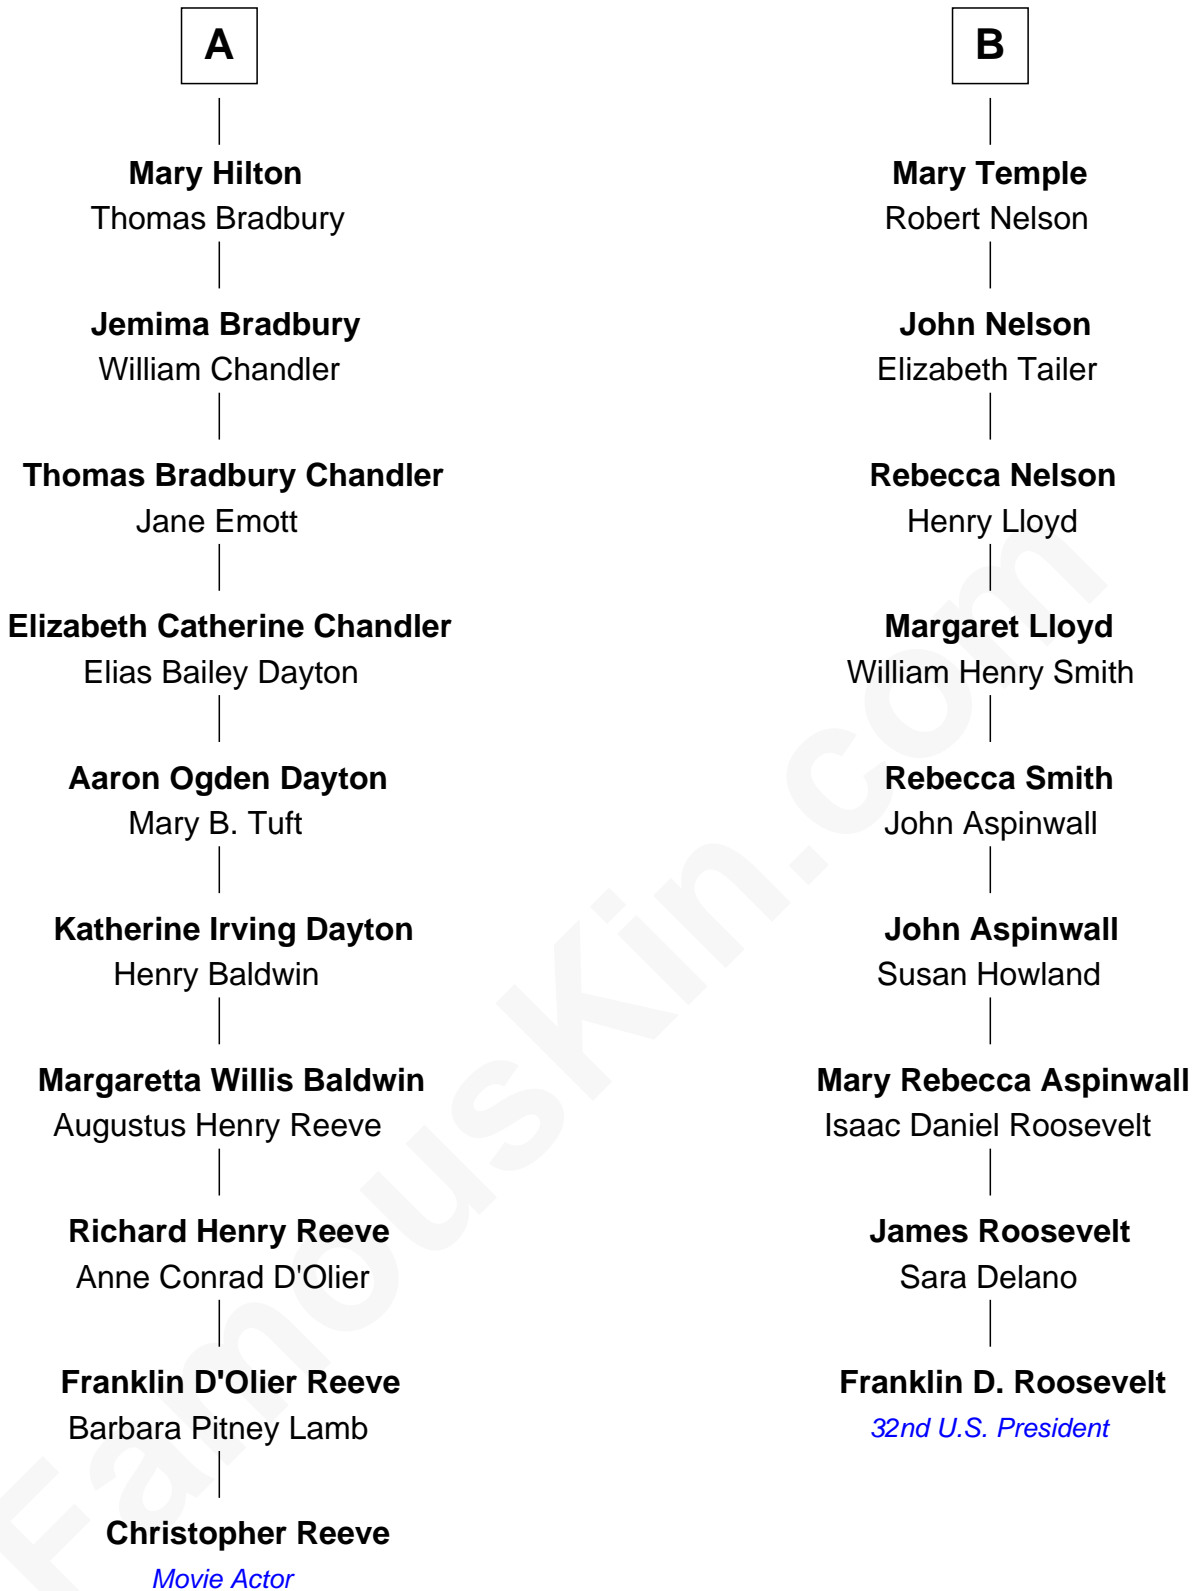 A
Mary Hilton
Thomas Bradbury
Jemima Bradbury
William Chandler
Thomas Bradbury Chandler
Jane Emott
Elizabeth Catherine Chandler
Elias Bailey Dayton
Aaron Ogden Dayton
Mary B. Tuft
Katherine Irving Dayton
Henry Baldwin
Margaretta Willis Baldwin
Augustus Henry Reeve
Richard Henry Reeve
Anne Conrad D'Olier
Franklin D'Olier Reeve
Barbara Pitney Lamb
Christopher Reeve
Movie Actor
B
Mary Temple
Robert Nelson
John Nelson
Elizabeth Tailer
Rebecca Nelson
Henry Lloyd
Margaret Lloyd
William Henry Smith
Rebecca Smith
John Aspinwall
John Aspinwall
Susan Howland
Mary Rebecca Aspinwall
Isaac Daniel Roosevelt
James Roosevelt
Sara Delano
Franklin D. Roosevelt
32nd U.S. President
FamousKin.com